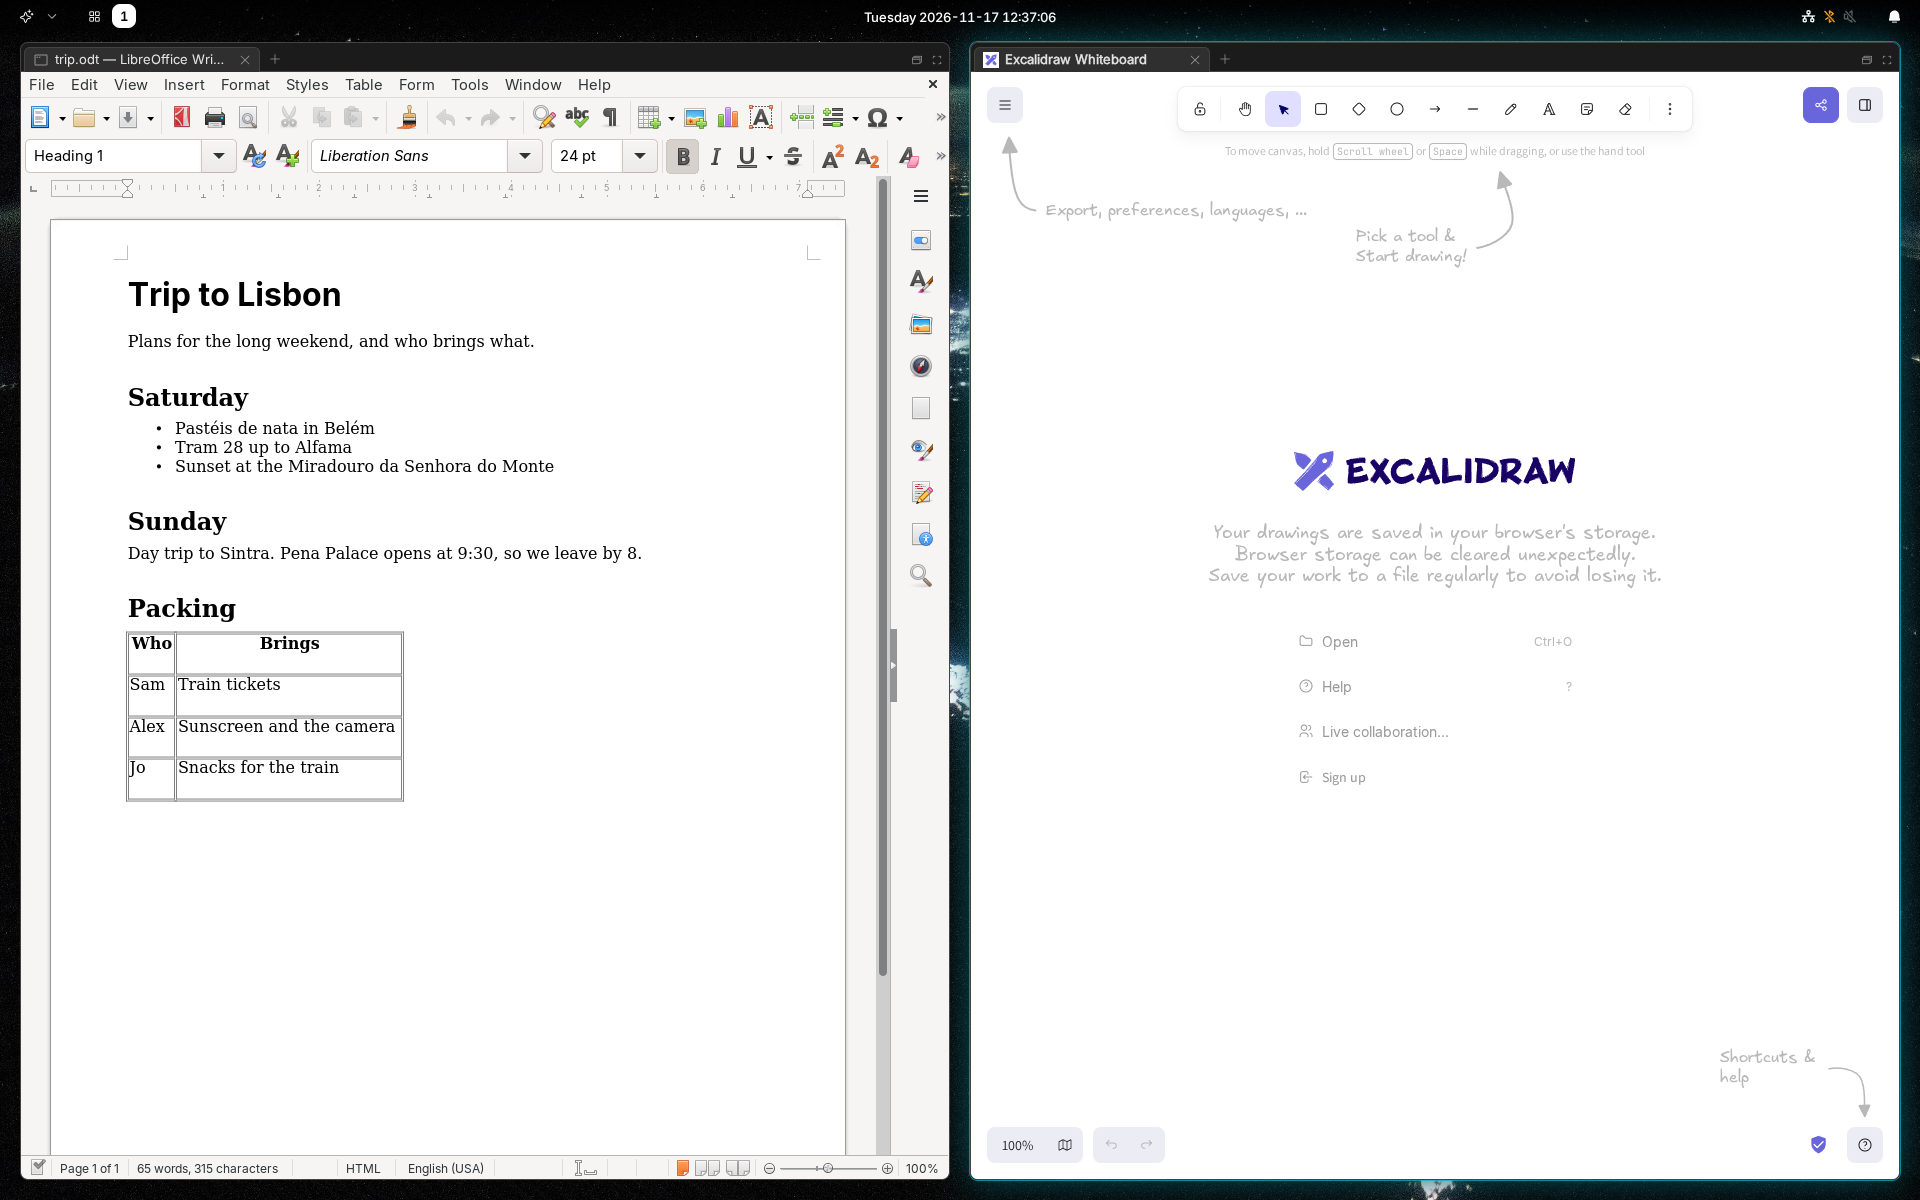 1
Tuesday 2026-11-17 12:37:06
trip.odt — LibreOffice Wri...
File Edit View Insert Format Styles Table Form Tools Window Help
Heading 1
Liberation Sans
24 pt
1 2 3 4 5 6 7
Trip to Lisbon
Plans for the long weekend, and who brings what.
Saturday
• Pastéis de nata in Belém
• Tram 28 up to Alfama
• Sunset at the Miradouro da Senhora do Monte
Sunday
Day trip to Sintra. Pena Palace opens at 9:30, so we leave by 8.
Packing
Who Brings
Sam Train tickets
Alex Sunscreen and the camera
Jo Snacks for the train
Page 1 of 1 65 words, 315 characters HTML English (USA) 100%
Excalidraw Whiteboard
To move canvas, hold Scroll wheel or Space while dragging, or use the hand tool
Export, preferences, languages, ...
Pick a tool &
Start drawing!
EXCALIDRAW
Your drawings are saved in your browser's storage.
Browser storage can be cleared unexpectedly.
Save your work to a file regularly to avoid losing it.
Open Ctrl+O
Help ?
Live collaboration...
Sign up
Shortcuts &
help
100%